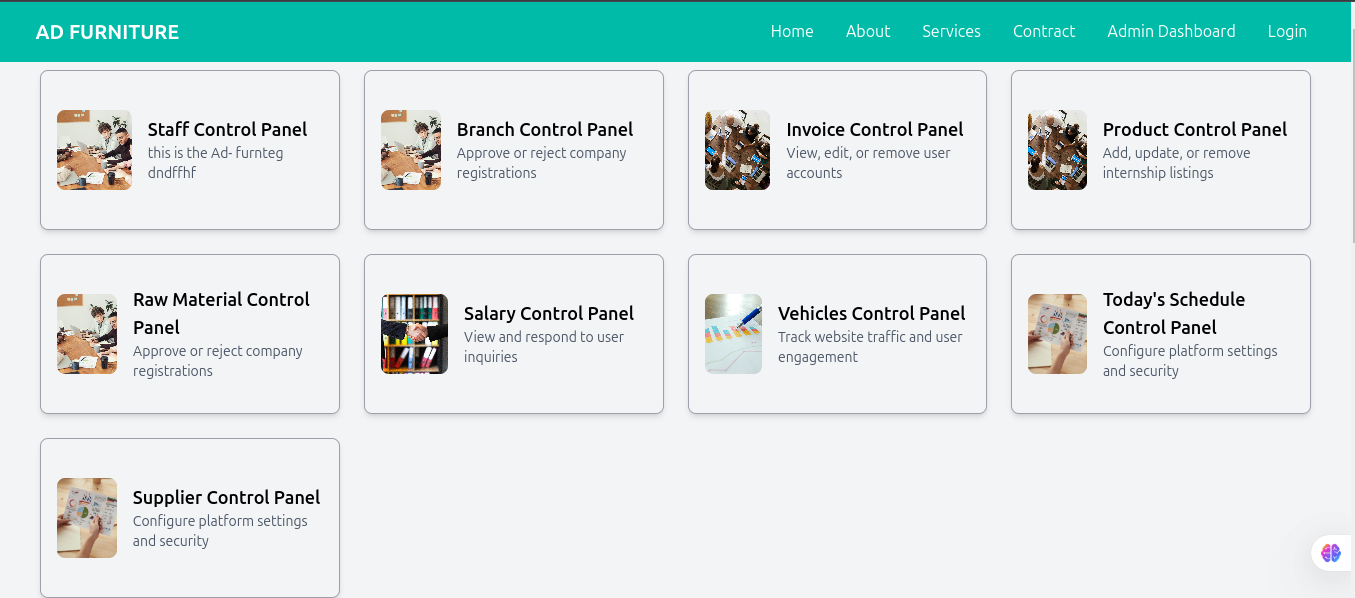 AD FURNITURE
Home About Services Contract Admin Dashboard Login
Staff Control Panel
this is the Ad- furnteg
dndffhf
Branch Control Panel
Approve or reject company
registrations
Invoice Control Panel
View, edit, or remove user
accounts
Product Control Panel
Add, update, or remove
internship listings
Raw Material Control
Panel
Approve or reject company
registrations
Salary Control Panel
View and respond to user
inquiries
Vehicles Control Panel
Track website traffic and user
engagement
Today's Schedule
Control Panel
Configure platform settings
and security
Supplier Control Panel
Configure platform settings
and security